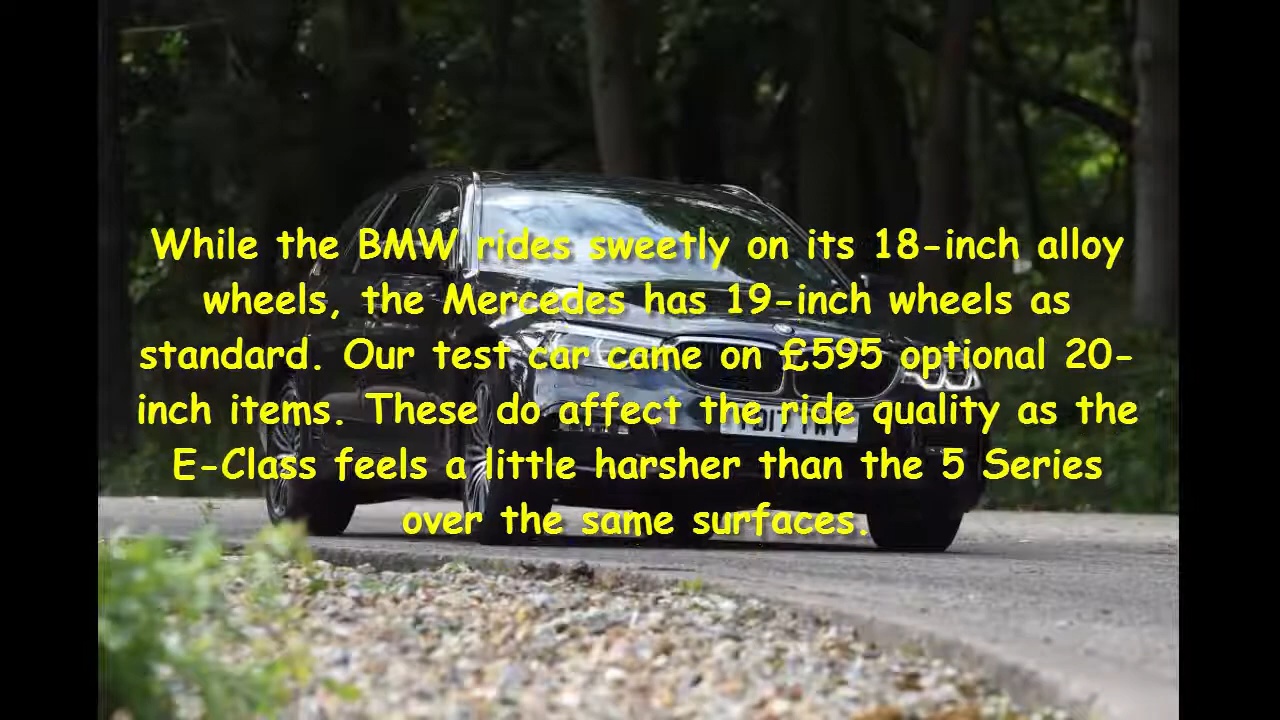 While the BMW rides sweetly on its 18-inch alloy
wheels, the Mercedes has 19-inch wheels as
standard. Our test car came on £595 optional 20-
inch items. These do affect the ride quality as the
E-Class feels a little harsher than the 5 Series
over the same surfaces.